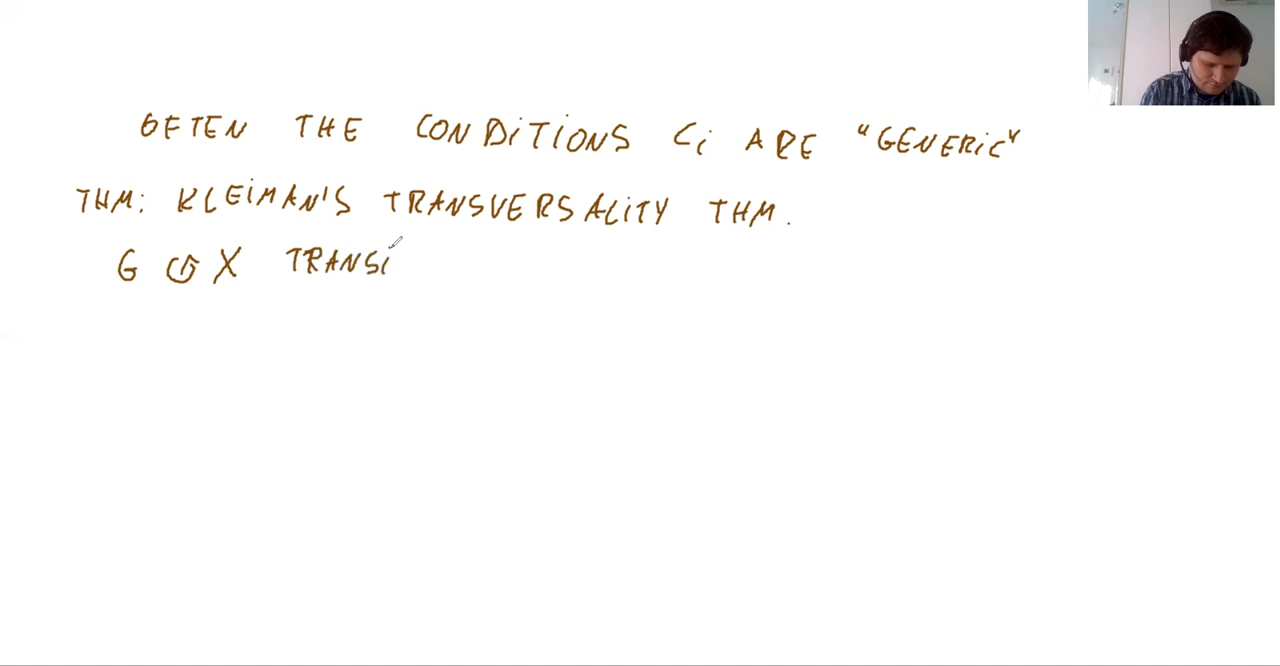 OFTEN THE CONDITIONS Ci ARE "GENERIC"
THM: KLEIMAN'S TRANSVERSALITY THM.
G ↺ X TRANSi